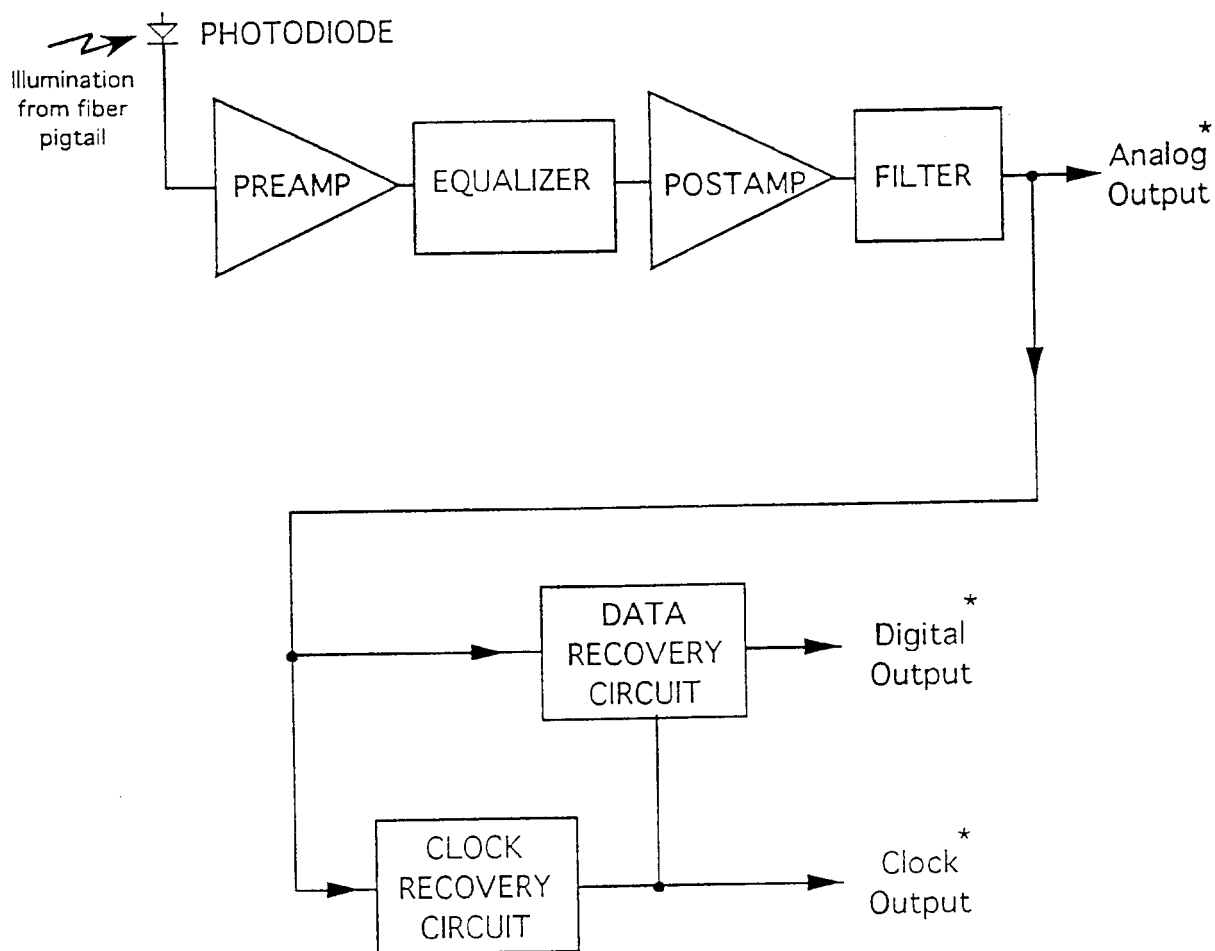 PHOTODIODE
Illumination
from fiber
pigtail
PREAMP
EQUALIZER
POSTAMP
FILTER
Analog*
Output
DATA
RECOVERY
CIRCUIT
Digital*
Output
CLOCK
RECOVERY
CIRCUIT
Clock*
Output